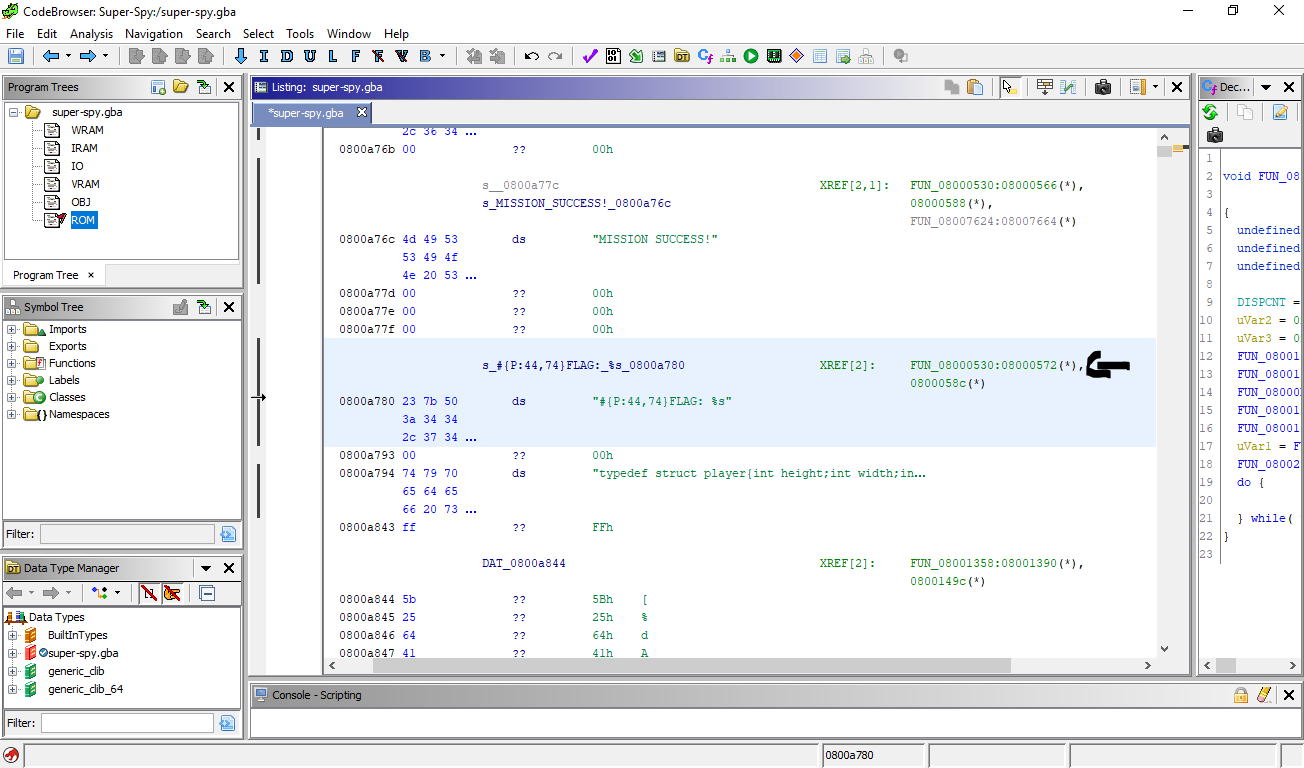 CodeBrowser: Super-Spy:/super-spy.gba
File Edit Analysis Navigation Search Select Tools Window Help
I D U L F R V B
Program Trees
super-spy.gba
WRAM
IRAM
IO
VRAM
OBJ
ROM
Program Tree ×
Symbol Tree
Imports
Exports
Functions
Labels
Classes
Namespaces
Filter:
Data Type Manager
Data Types
BuiltInTypes
super-spy.gba
generic_clib
generic_clib_64
Filter:
Listing: super-spy.gba
*super-spy.gba
2c 36 34 ...
0800a76b 00 ?? 00h
s__0800a77c XREF[2,1]: FUN_08000530:08000566(*),
s_MISSION_SUCCESS!_0800a76c 08000588(*),
FUN_08007624:08007664(*)
0800a76c 4d 49 53 ds "MISSION SUCCESS!"
53 49 4f
4e 20 53 ...
0800a77d 00 ?? 00h
0800a77e 00 ?? 00h
0800a77f 00 ?? 00h
s_#{P:44,74}FLAG:_%s_0800a780 XREF[2]: FUN_08000530:08000572(*),
0800058c(*)
0800a780 23 7b 50 ds "#{P:44,74}FLAG: %s"
3a 34 34
2c 37 34 ...
0800a793 00 ?? 00h
0800a794 74 79 70 ds "typedef struct player{int height;int width;in...
65 64 65
66 20 73 ...
0800a843 ff ?? FFh
DAT_0800a844 XREF[2]: FUN_08001358:08001390(*),
0800149c(*)
0800a844 5b ?? 5Bh [
0800a845 25 ?? 25h %
0800a846 64 ?? 64h d
0800a847 41 ?? 41h A
Console - Scripting
Dec...
1
2 void FUN_08
3
4 {
5 undefined
6 undefined
7 undefined
8
9 DISPCNT =
10 uVar2 = 0
11 uVar3 = 0
12 FUN_08001
13 FUN_08001
14 FUN_08000
15 FUN_08001
16 FUN_08001
17 uVar1 = F
18 FUN_08002
19 do {
20
21 } while(
22 }
23
0800a780